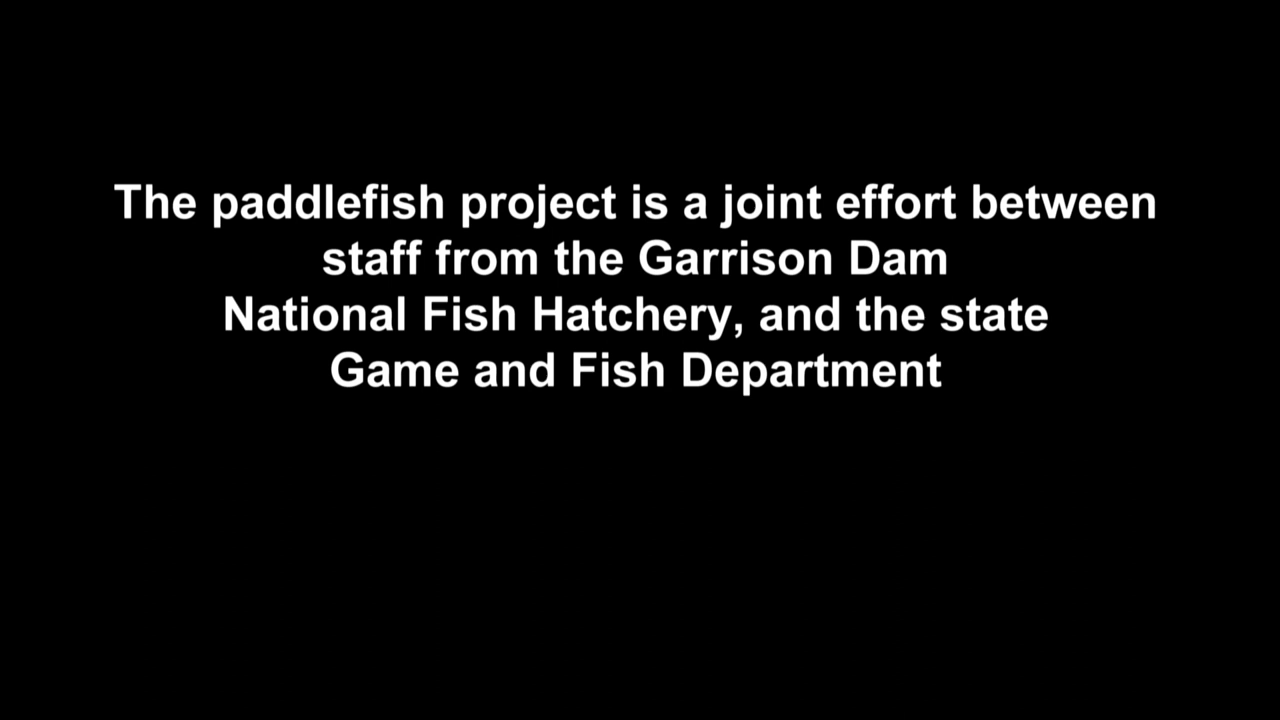 The paddlefish project is a joint effort between
staff from the Garrison Dam
National Fish Hatchery, and the state
Game and Fish Department